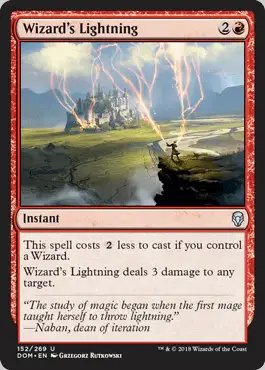 Wizard's Lightning 2
Instant
This spell costs 2 less to cast if you control
a Wizard.
Wizard's Lightning deals 3 damage to any
target.
"The study of magic began when the first mage
taught herself to throw lightning."
—Naban, dean of iteration
152/269 U
DOM • EN Grzegorz Rutkowski
™ & © 2018 Wizards of the Coast